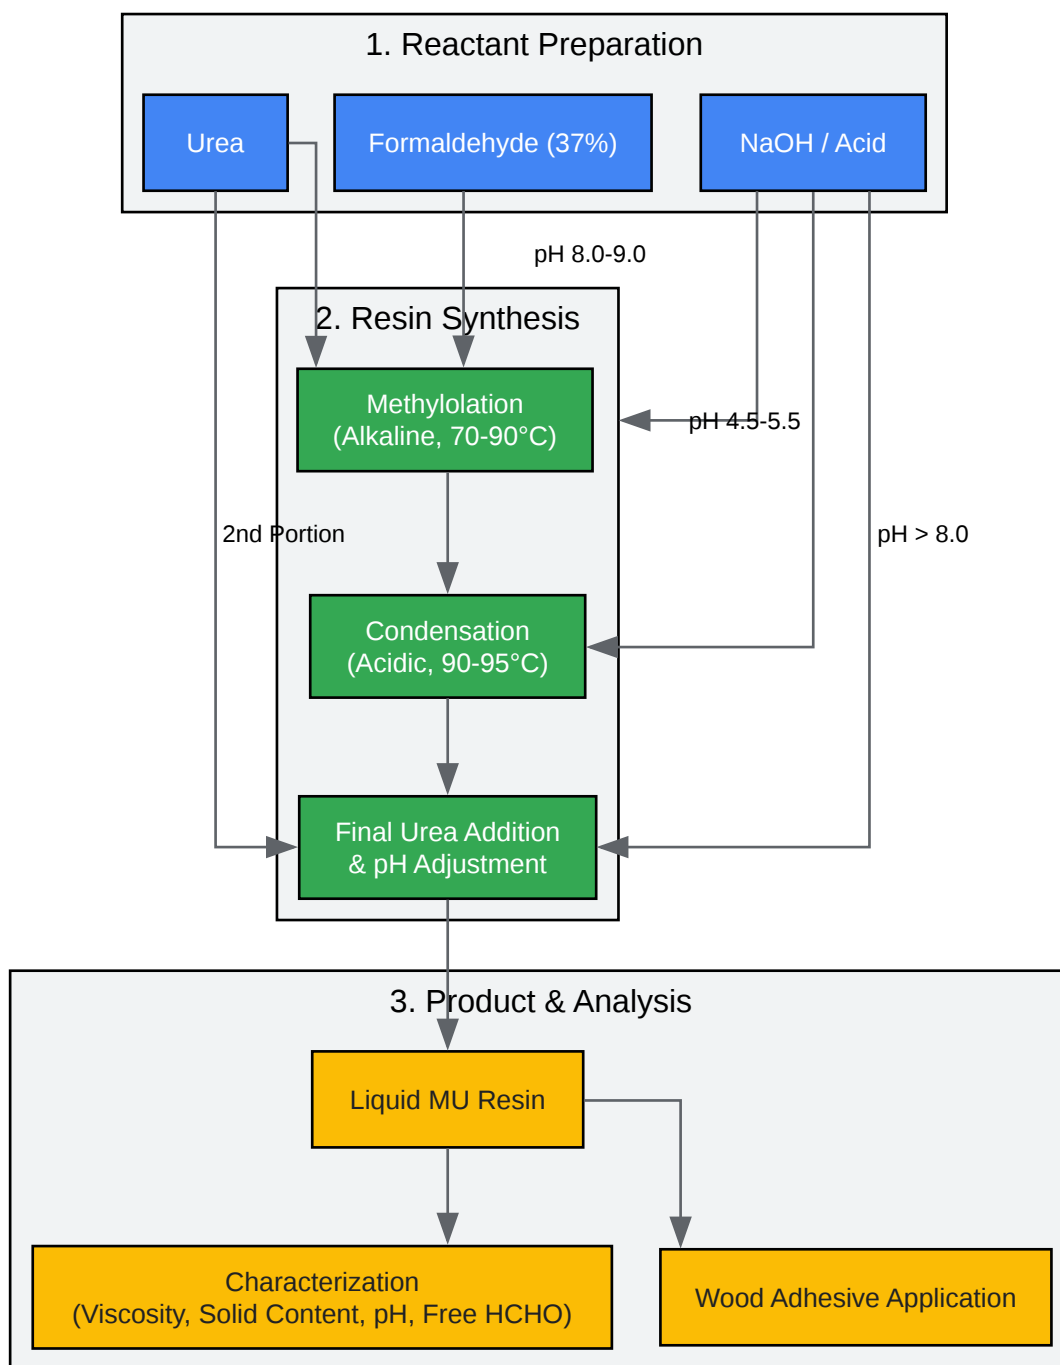 1. Reactant Preparation
Urea
Formaldehyde (37%)
NaOH / Acid
pH 8.0-9.0
2. Resin Synthesis
Methylolation
(Alkaline, 70-90°C)
pH 4.5-5.5
2nd Portion
pH > 8.0
Condensation
(Acidic, 90-95°C)
Final Urea Addition
& pH Adjustment
3. Product & Analysis
Liquid MU Resin
Characterization
(Viscosity, Solid Content, pH, Free HCHO)
Wood Adhesive Application